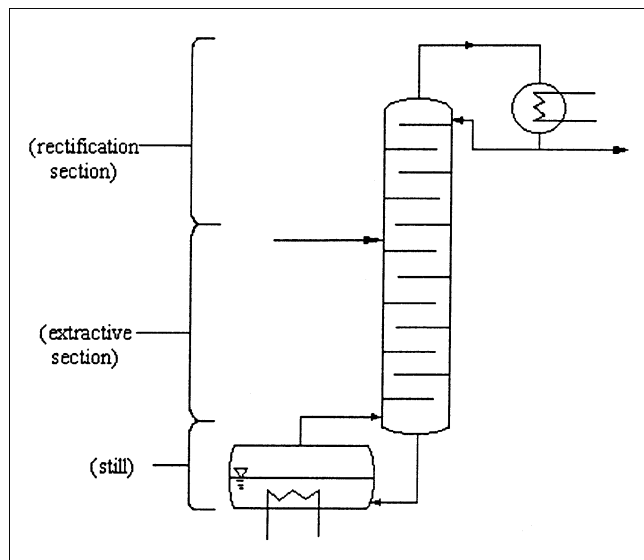 (rectification
section)
(extractive
section)
(still)